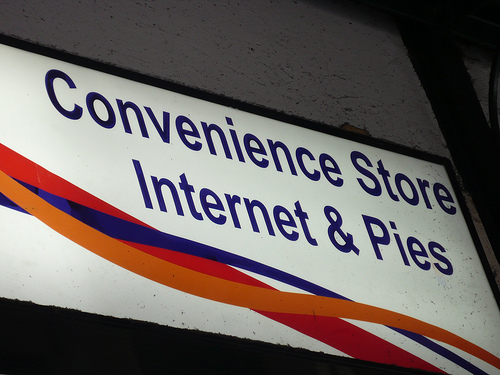 Convenience Store
Internet & Pies